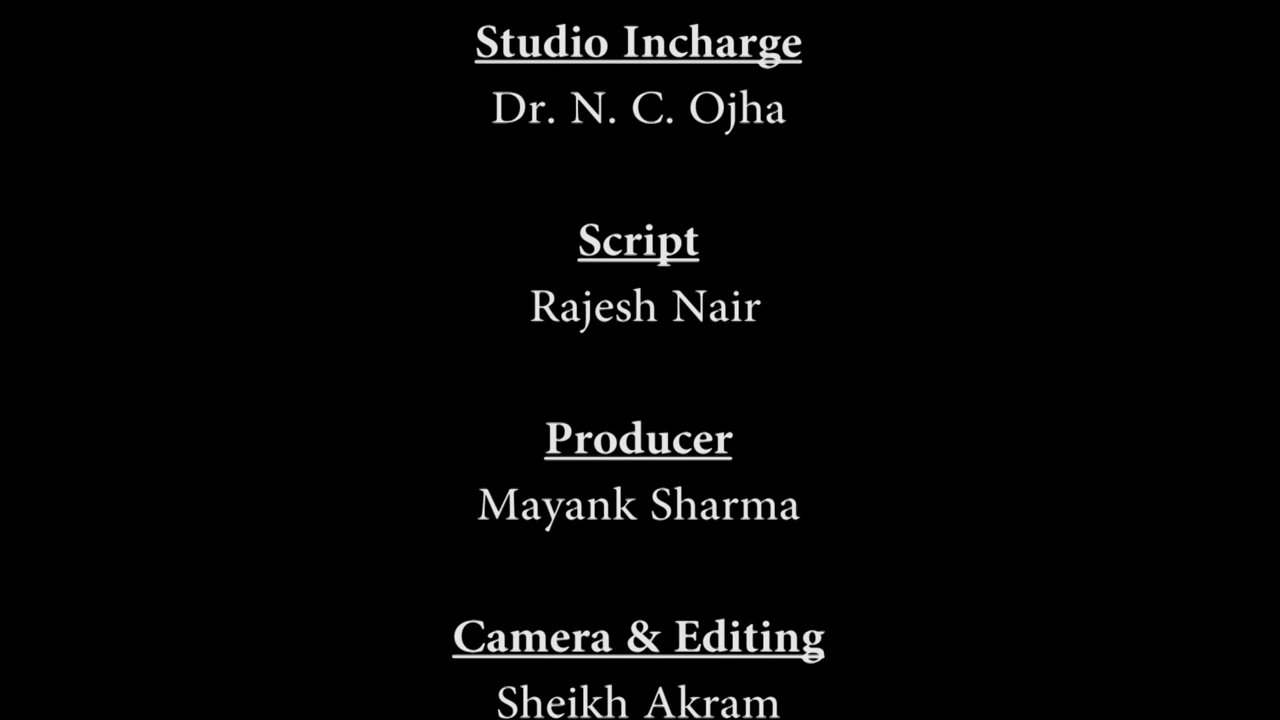 Studio Incharge
Dr. N. C. Ojha
Script
Rajesh Nair
Producer
Mayank Sharma
Camera & Editing
Sheikh Akram